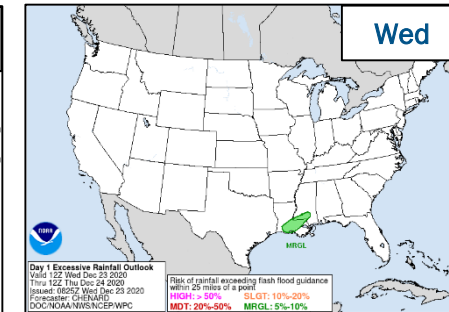 Wed
NOAA
MRGL
Day 1 Excessive Rainfall Outlook
Valid 12Z Wed Dec 23 2020
Thru 12Z Thu Dec 24 2020
Issued: 0825Z Wed Dec 23 2020
Forecaster: CHENARD
DOC/NOAA/NWS/NCEP/WPC
Risk of rainfall exceeding flash flood guidance
within 25 miles of a point
HIGH: > 50% SLGT: 10%-20%
MDT: 20%-50% MRGL: 5%-10%